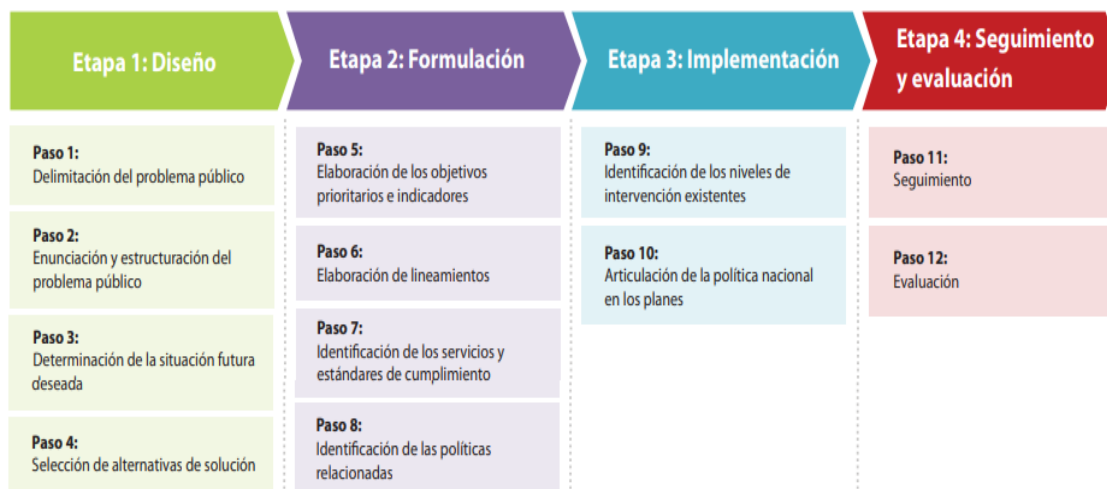 Etapa 1: Diseño
Paso 1:
Delimitación del problema público
Paso 2:
Enunciación y estructuración del
problema público
Paso 3:
Determinación de la situación futura
deseada
Paso 4:
Selección de alternativas de solución
Etapa 2: Formulación
Paso 5:
Elaboración de los objetivos
prioritarios e indicadores
Paso 6:
Elaboración de lineamientos
Paso 7:
Identificación de los servicios y
estándares de cumplimiento
Paso 8:
Identificación de las políticas
relacionadas
Etapa 3: Implementación
Paso 9:
Identificación de los niveles de
intervención existentes
Paso 10:
Articulación de la política nacional
en los planes
Etapa 4: Seguimiento
y evaluación
Paso 11:
Seguimiento
Paso 12:
Evaluación